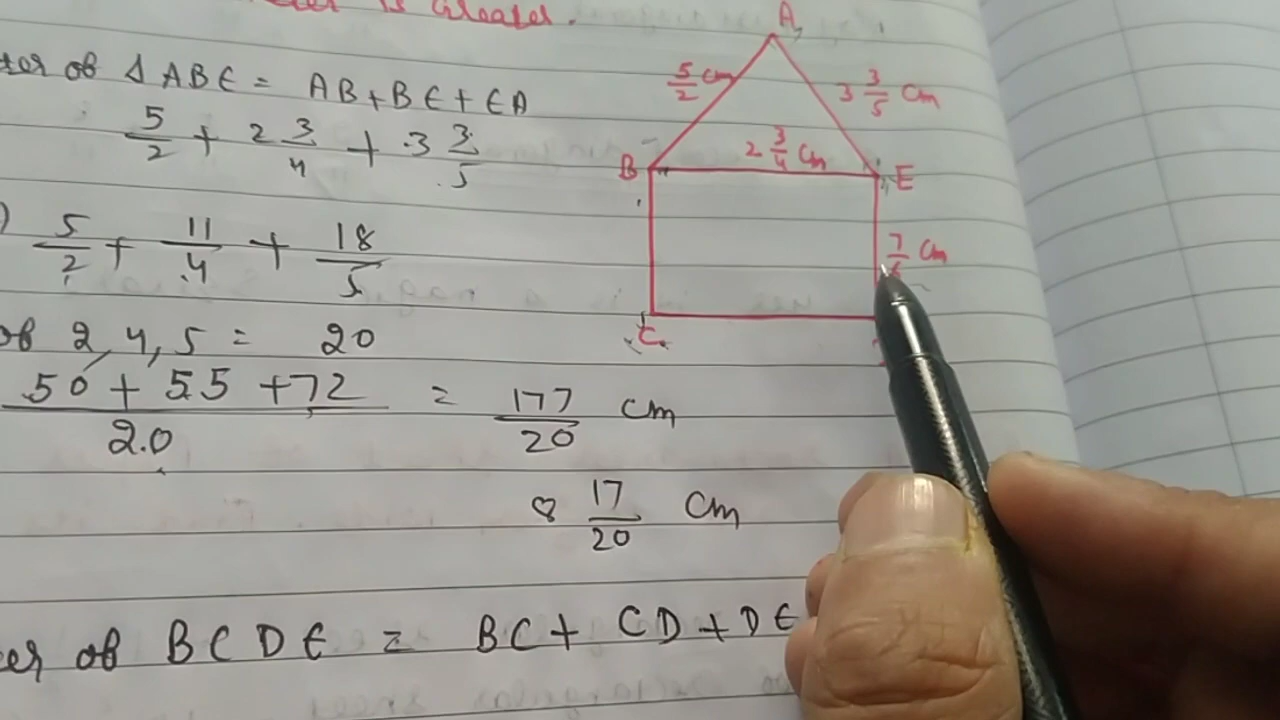 is Greater.
of Δ ABE = AB + BE + EA
5/2 + 2 3/4 + 3 3/5
) 5/2 + 11/4 + 18/5
of 2, 4, 5 = 20
50 + 55 + 72 / 20 = 177/20 cm
8 17/20 cm
of BCDE = BC + CD + DE
A
5/2 cm
3 3/5 cm
B
2 3/4 cm
E
7/6 cm
C